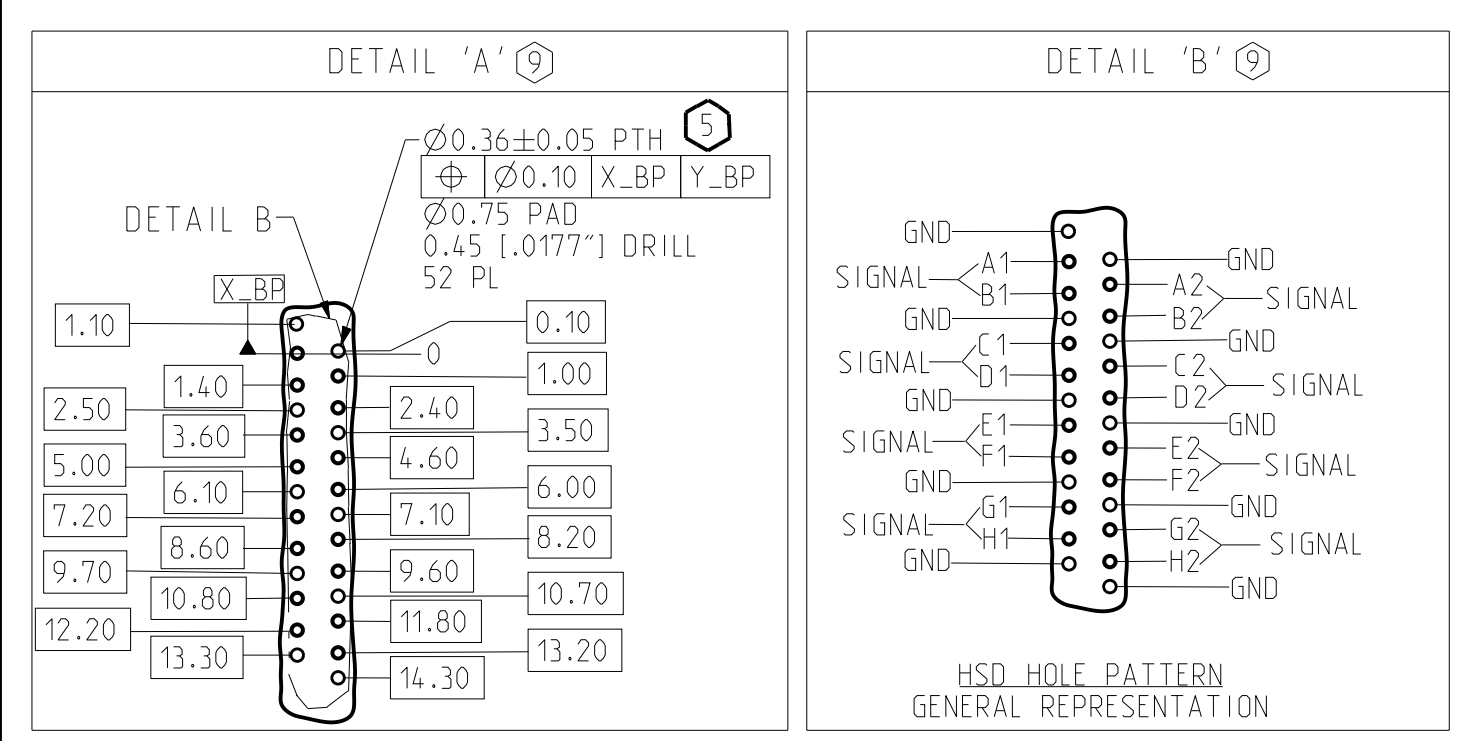 DETAIL 'A' 9
5
Ø0.36±0.05 PTH
⌖ Ø0.10 X_BP Y_BP
Ø0.75 PAD
0.45 [.0177"] DRILL
52 PL
DETAIL B
X_BP
1.10
0.10
0
1.40
1.00
2.50
2.40
3.60
3.50
5.00
4.60
6.10
6.00
7.20
7.10
8.60
8.20
9.70
9.60
10.80
10.70
12.20
11.80
13.30
13.20
14.30
DETAIL 'B' 9
GND
GND
SIGNAL
A1
B1
A2
B2
SIGNAL
GND
GND
SIGNAL
C1
D1
C2
D2
SIGNAL
GND
GND
SIGNAL
E1
F1
E2
F2
SIGNAL
GND
GND
SIGNAL
G1
H1
G2
H2
SIGNAL
GND
GND
HSD HOLE PATTERN
GENERAL REPRESENTATION